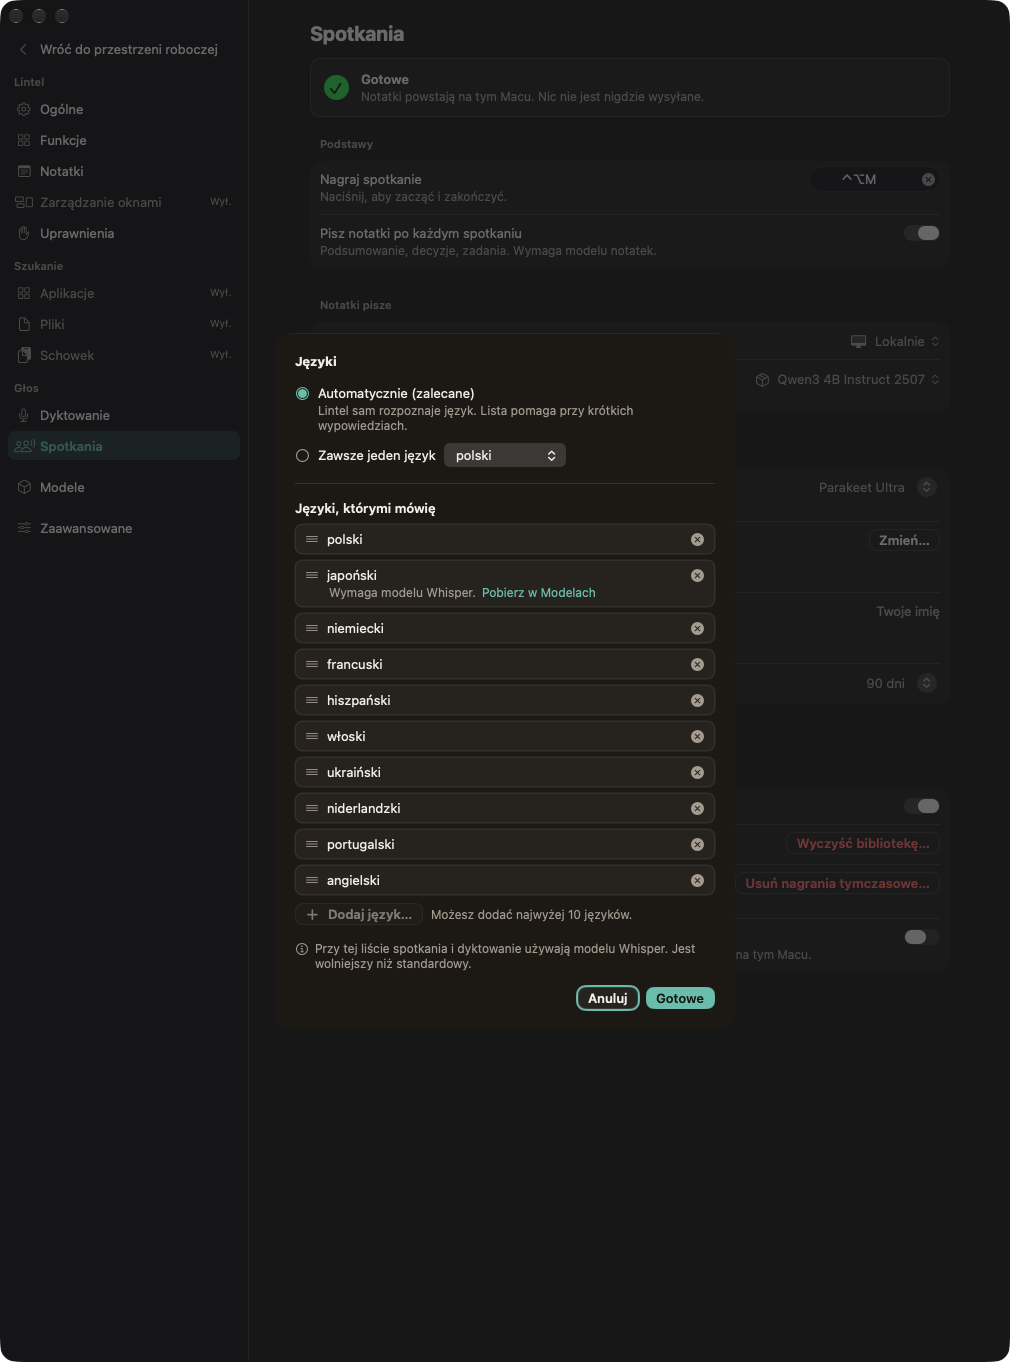 Wróć do przestrzeni roboczej
Lintel
Ogólne
Funkcje
Notatki
Zarządzanie oknami
Wył.
Uprawnienia
Szukanie
Aplikacje
Wył.
Pliki
Wył.
Schowek
Wył.
Głos
Dyktowanie
Spotkania
Modele
Zaawansowane
Spotkania
Gotowe
Notatki powstają na tym Macu. Nic nie jest nigdzie wysyłane.
Podstawy
Nagraj spotkanie
^⌥M
Naciśnij, aby zacząć i zakończyć.
Pisz notatki po każdym spotkaniu
Podsumowanie, decyzje, zadania. Wymaga modelu notatek.
Notatki pisze
Lokalnie
Qwen3 4B Instruct 2507
Parakeet Ultra
Zmień...
Twoje imię
90 dni
Wyczyść bibliotekę...
Usuń nagrania tymczasowe...
na tym Macu.
Języki
Automatycznie (zalecane)
Lintel sam rozpoznaje język. Lista pomaga przy krótkich
wypowiedziach.
Zawsze jeden język
polski
Języki, którymi mówię
polski
japoński
Wymaga modelu Whisper. Pobierz w Modelach
niemiecki
francuski
hiszpański
włoski
ukraiński
niderlandzki
portugalski
angielski
Dodaj język...
Możesz dodać najwyżej 10 języków.
Przy tej liście spotkania i dyktowanie używają modelu Whisper. Jest
wolniejszy niż standardowy.
Anuluj
Gotowe